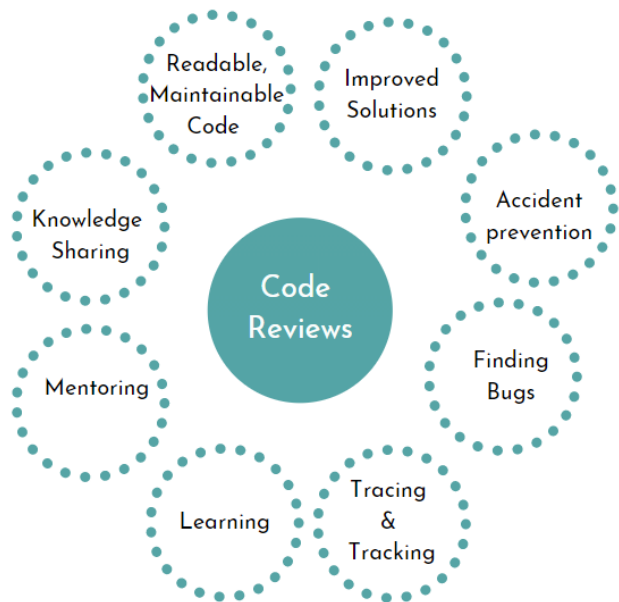 Readable,
Maintainable
Code
Improved
Solutions
Accident
prevention
Knowledge
Sharing
Code
Reviews
Finding
Bugs
Mentoring
Learning
Tracing
&
Tracking